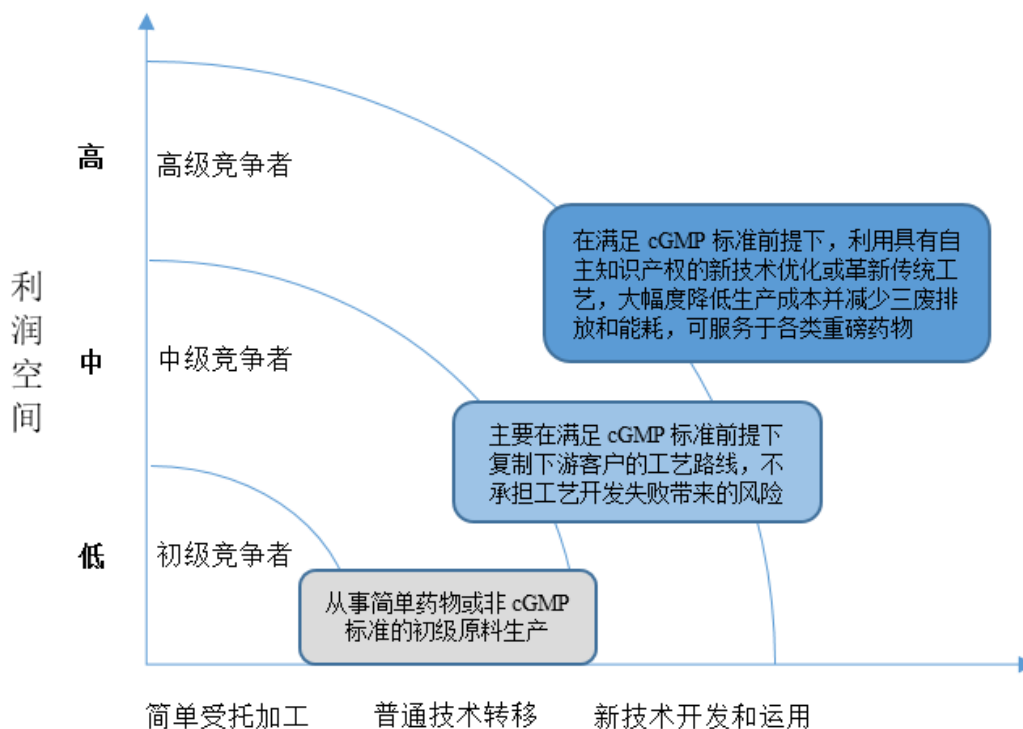 高
高级竞争者
在满足 cGMP 标准前提下，利用具有自
主知识产权的新技术优化或革新传统工
艺，大幅度降低生产成本并减少三废排
放和能耗，可服务于各类重磅药物
利润空间
中
中级竞争者
主要在满足 cGMP 标准前提下
复制下游客户的工艺路线，不
承担工艺开发失败带来的风险
低
初级竞争者
从事简单药物或非 cGMP
标准的初级原料生产
简单受托加工
普通技术转移
新技术开发和运用